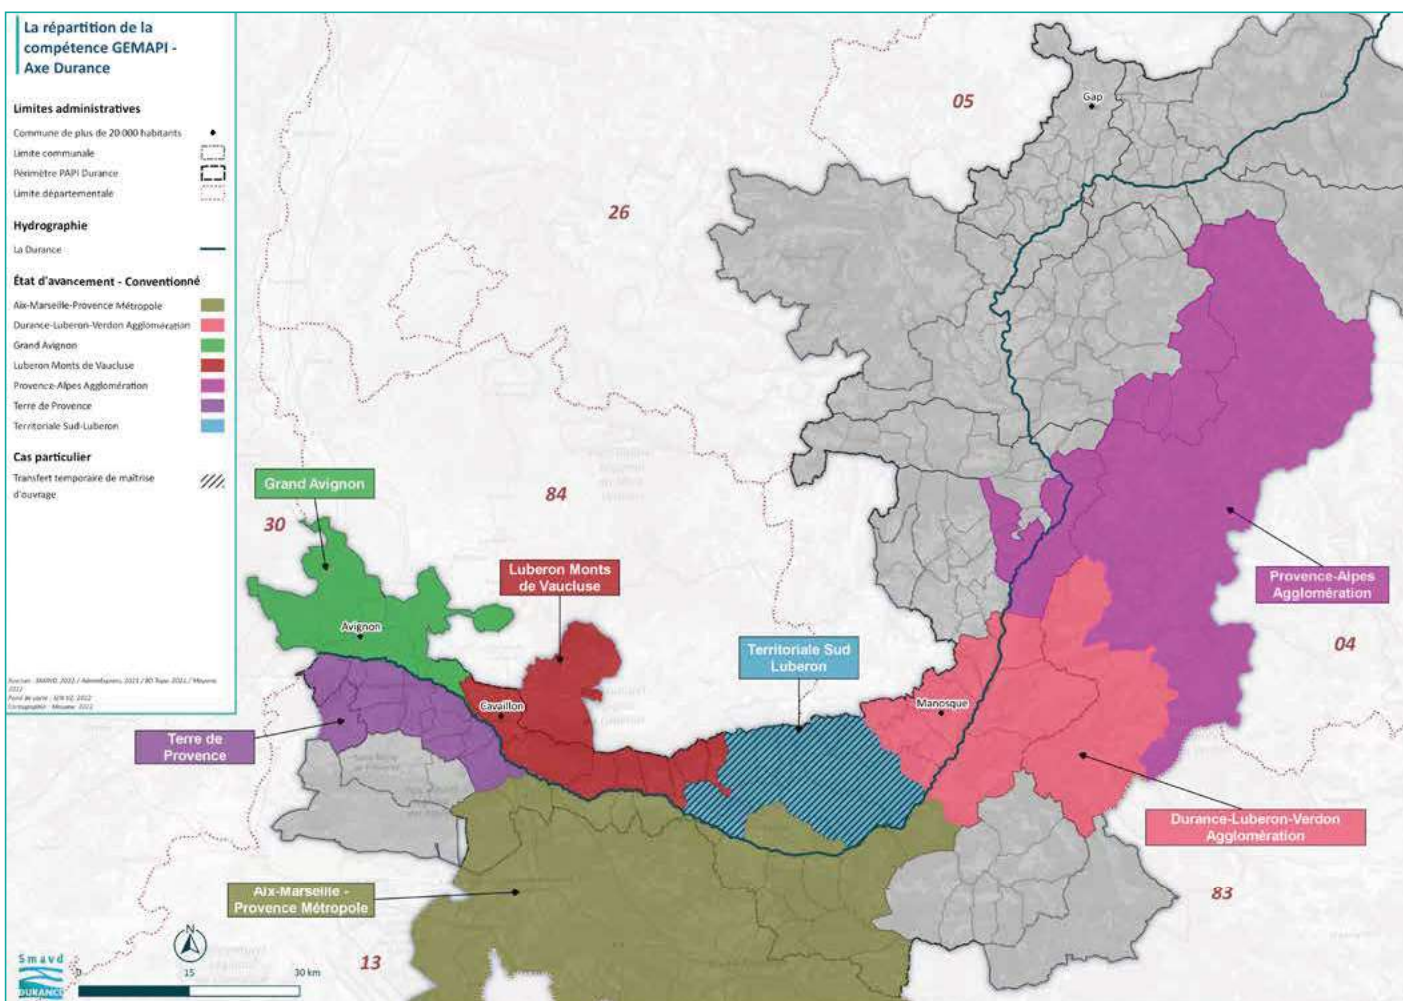 La répartition de la
compétence GEMAPI -
Axe Durance
Limites administratives
Commune de plus de 20 000 habitants
Limite communale
Périmètre PAPI Durance
Limite départementale
Hydrographie
La Durance
État d'avancement - Conventionné
Aix-Marseille-Provence Métropole
Durance-Luberon-Verdon Agglomération
Grand Avignon
Luberon Monts de Vaucluse
Provence-Alpes Agglomération
Terre de Provence
Territoriale Sud-Luberon
Cas particulier
Transfert temporaire de maîtrise
d'ouvrage
05
Gap
26
84
30
Grand Avignon
Luberon Monts
de Vaucluse
Provence-Alpes
Agglomération
04
Avignon
Territoriale Sud
Luberon
Cavaillon
Manosque
Terre de
Provence
Durance-Luberon-Verdon
Agglomération
Aix-Marseille -
Provence Métropole
83
13
N
0 15 30 km
Smavd
DURANCE